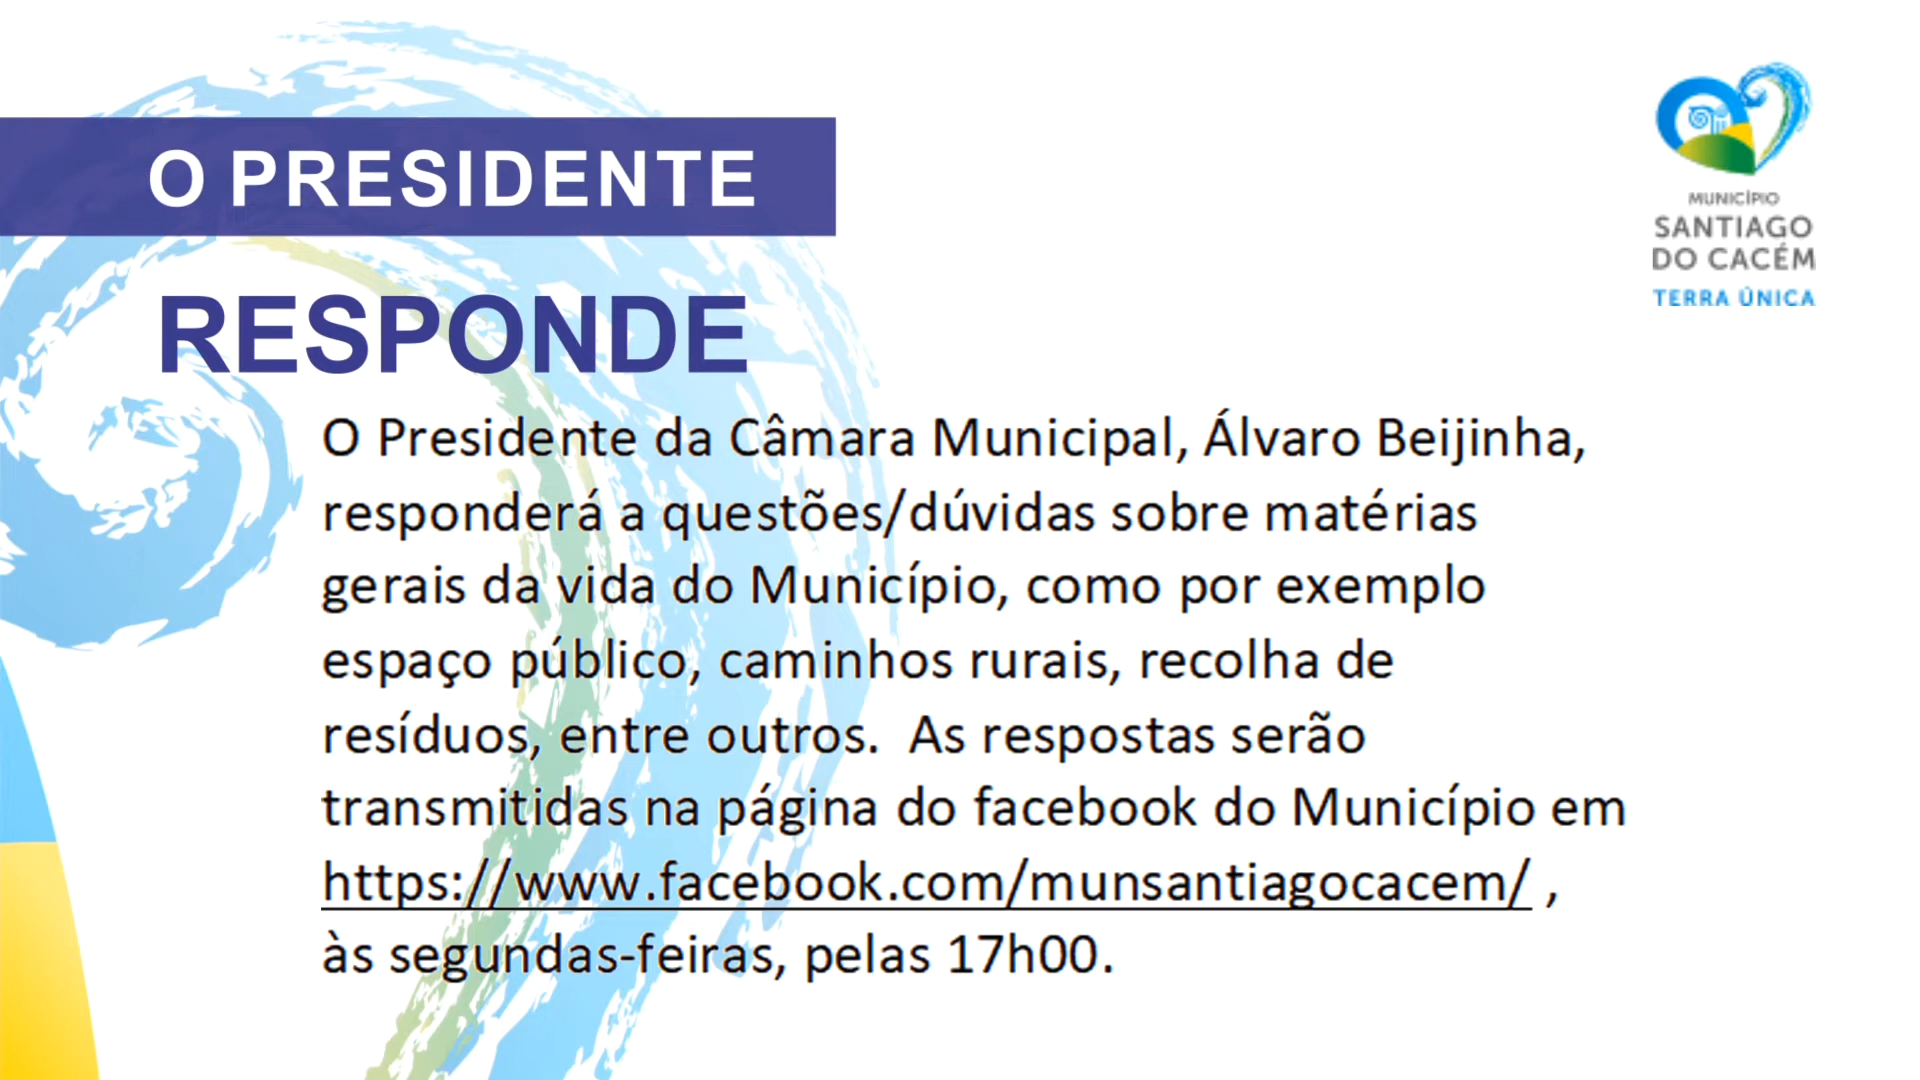 O PRESIDENTE
RESPONDE
MUNICÍPIO
SANTIAGO
DO CACÉM
TERRA ÚNICA
O Presidente da Câmara Municipal, Álvaro Beijinha,
responderá a questões/dúvidas sobre matérias
gerais da vida do Município, como por exemplo
espaço público, caminhos rurais, recolha de
resíduos, entre outros.  As respostas serão
transmitidas na página do facebook do Município em
https://www.facebook.com/munsantiagocacem/ ,
às segundas-feiras, pelas 17h00.